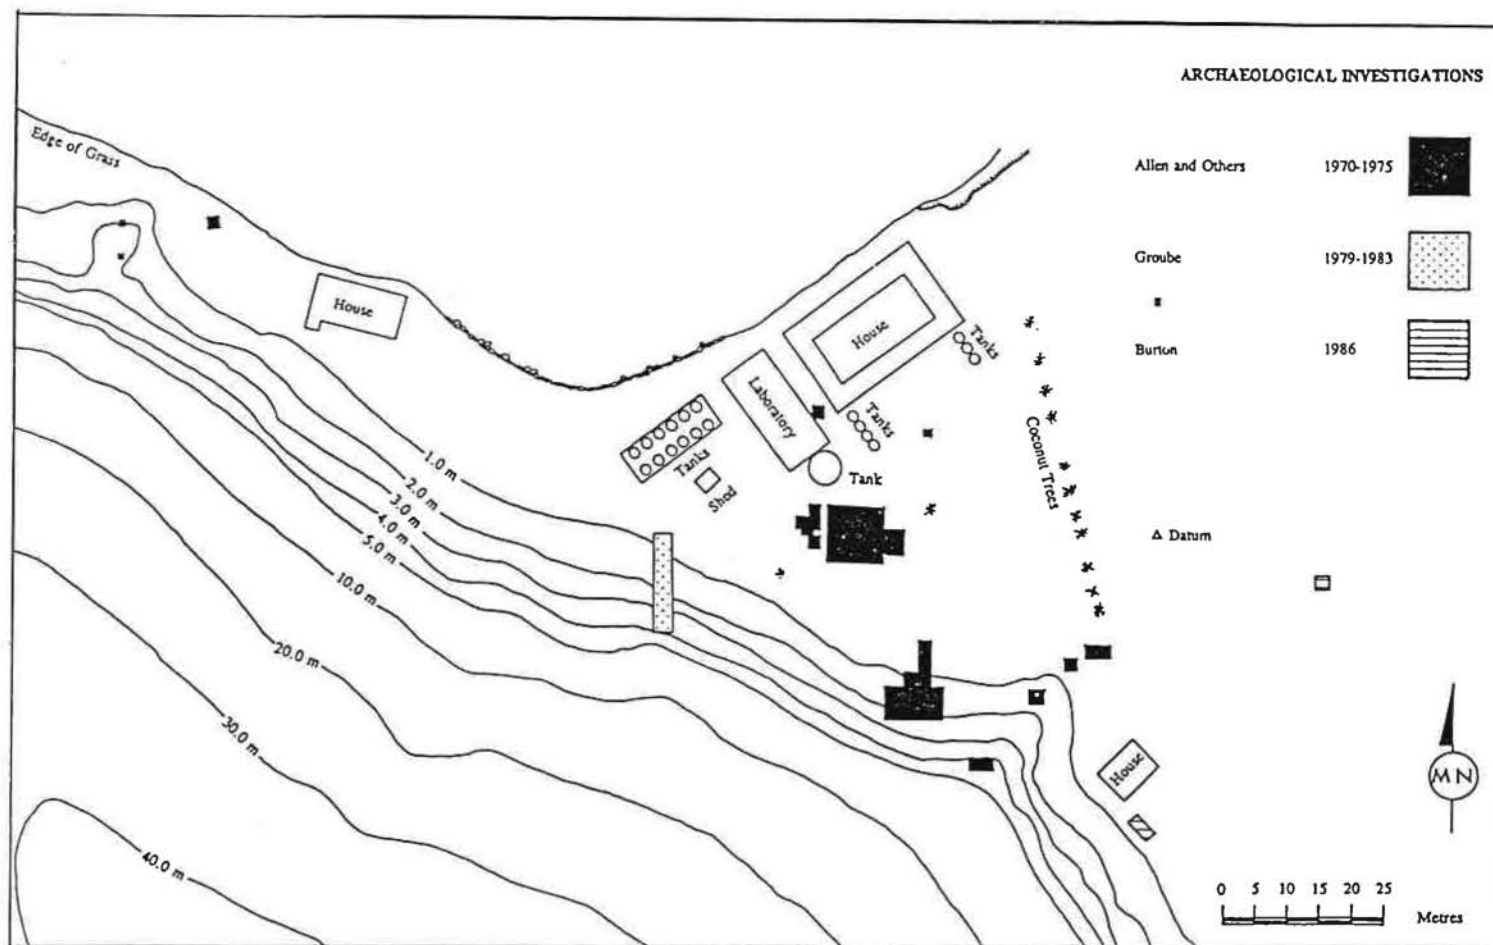 ARCHAEOLOGICAL INVESTIGATIONS
Allen and Others 1970-1975
Groube 1979-1983
Burton 1986
Edge of Grass
House
House
Tanks
Laboratory
Tanks
Tanks
Shed
Tank
Coconut Trees
Datum
1.0 m
2.0 m
3.0 m
4.0 m
5.0 m
10.0 m
20.0 m
30.0 m
40.0 m
House
MN
0 5 10 15 20 25
Metres